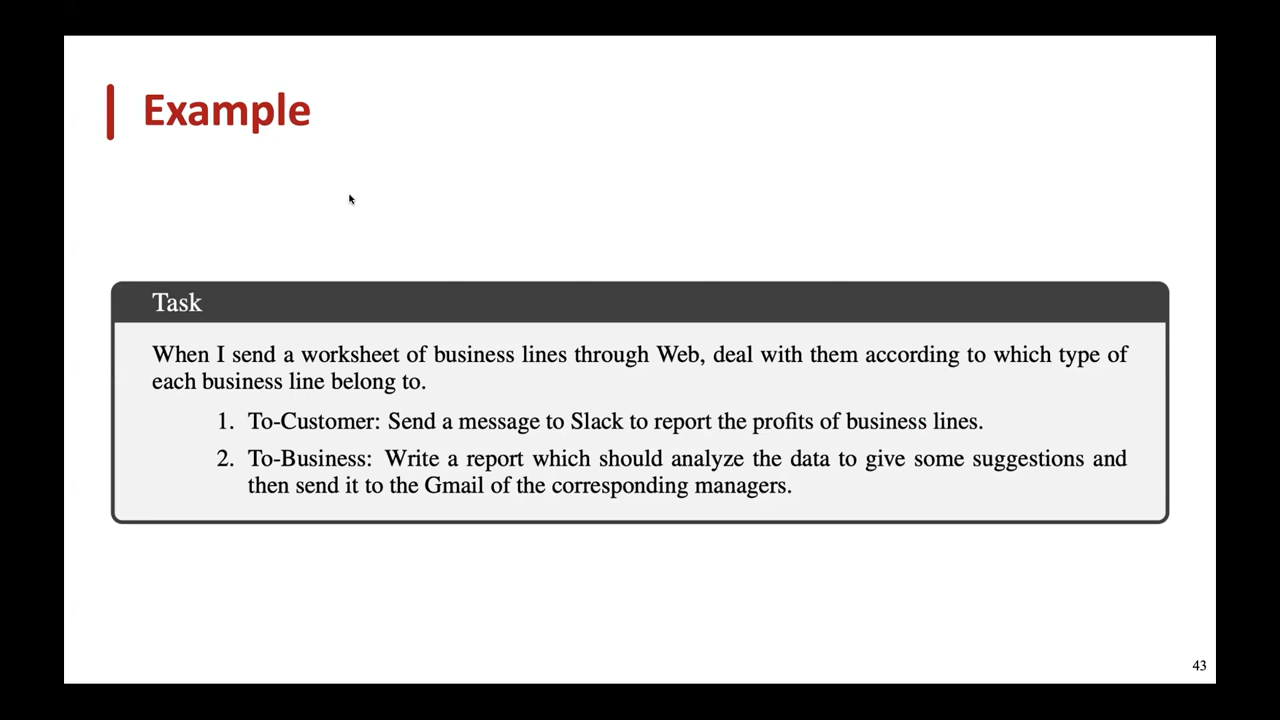 Example
Task
When I send a worksheet of business lines through Web, deal with them according to which type of
each business line belong to.
1. To-Customer: Send a message to Slack to report the profits of business lines.
2. To-Business: Write a report which should analyze the data to give some suggestions and
then send it to the Gmail of the corresponding managers.
43